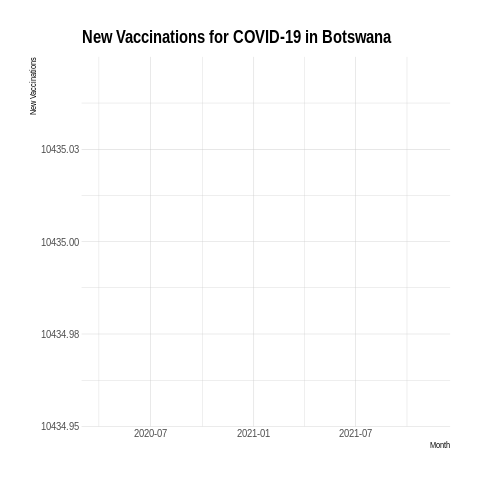 New Vaccinations for COVID-19 in Botswana
New Vaccinations
10435.03
10435.00
10434.98
10434.95
2020-07 2021-01 2021-07
Month